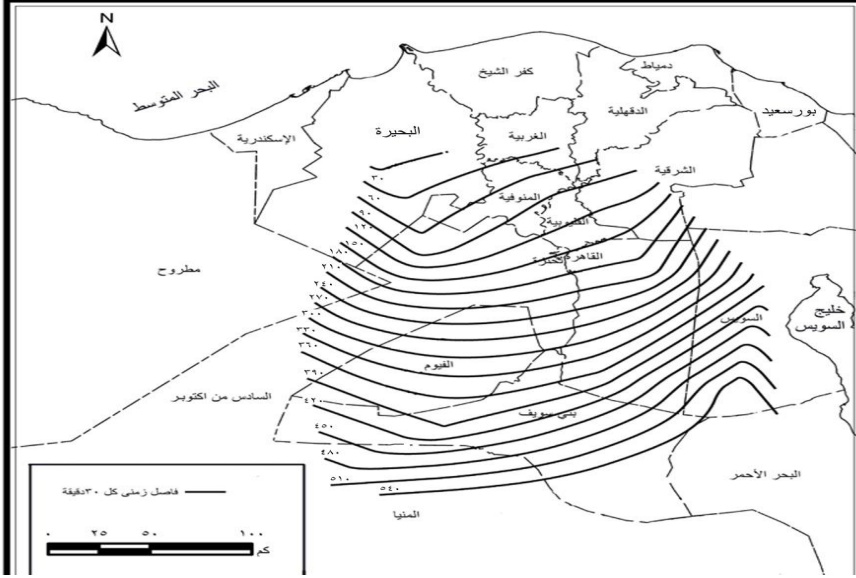 N
البحر المتوسط
كفر الشيخ
دمياط
الدقهلية
بورسعيد
الإسكندرية
البحيرة
الغربية
الشرقية
المنوفية
القليوبية
القاهرة
مطروح
خليج
السويس
السويس
الفيوم
السادس من اكتوبر
بني سويف
البحر الأحمر
المنيا
٣٠
٦٠
٩٠
١٢٠
١٥٠
١٨٠
٢١٠
٢٤٠
٢٧٠
٣٠٠
٣٣٠
٣٦٠
٣٩٠
٤٢٠
٤٥٠
٤٨٠
٥١٠
٥٤٠
فاصل زمنى كل ٣٠دقيقة
٠ ٢٥ ٥٠ ١٠٠
كم